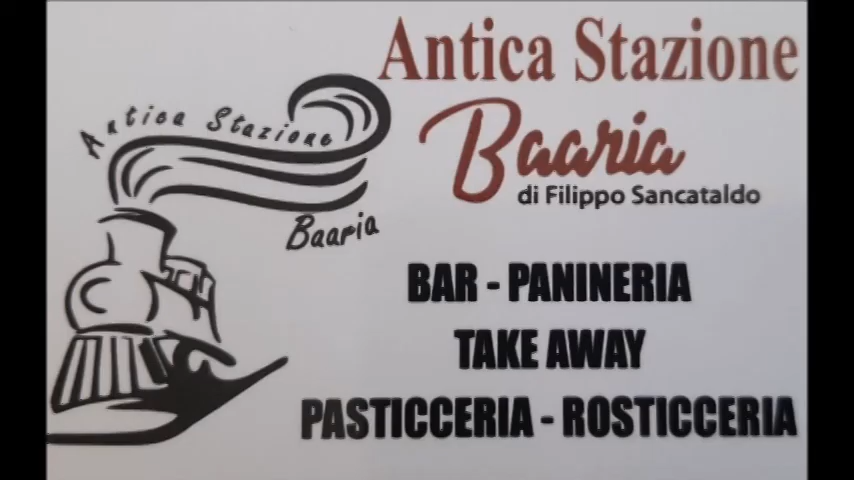 Antica Stazione
Baaria
di Filippo Sancataldo
Antica Stazione
Baaria
BAR - PANINERIA
TAKE AWAY
PASTICCERIA - ROSTICCERIA